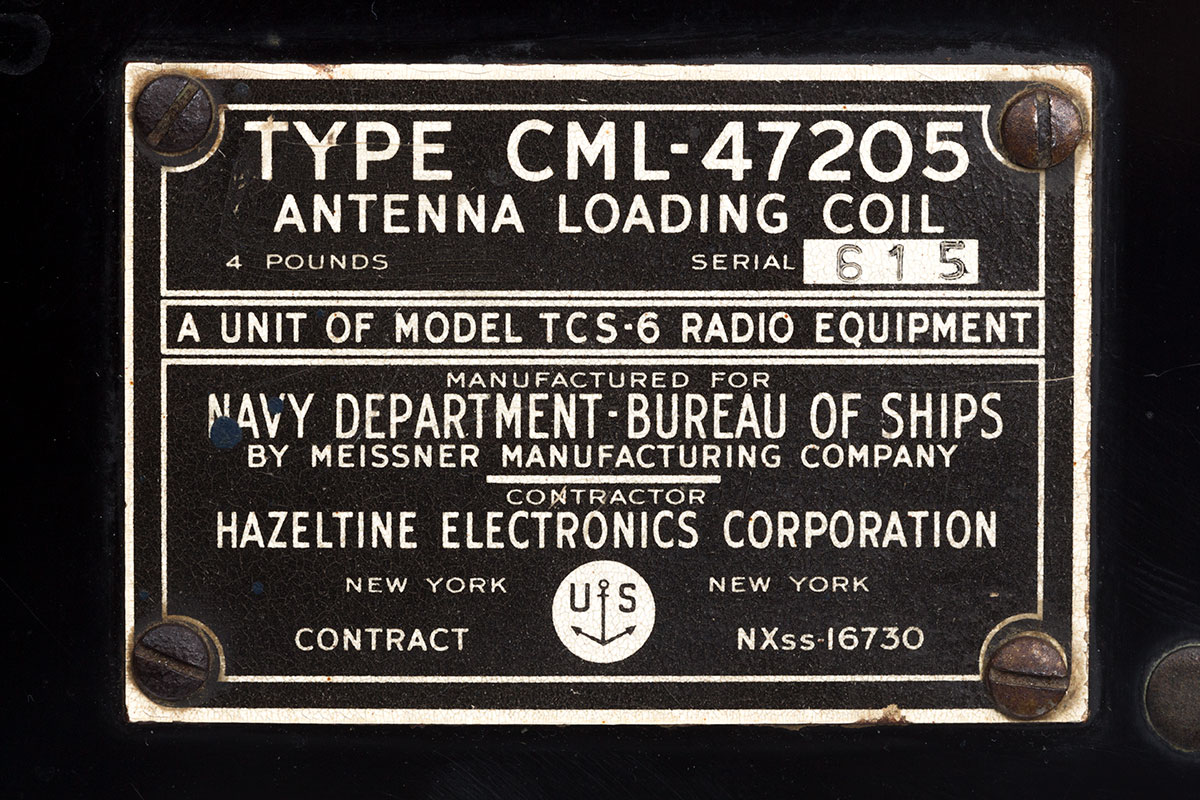 TYPE CML-47205
ANTENNA LOADING COIL
4 POUNDS SERIAL 615
A UNIT OF MODEL TCS-6 RADIO EQUIPMENT
MANUFACTURED FOR
NAVY DEPARTMENT-BUREAU OF SHIPS
BY MEISSNER MANUFACTURING COMPANY
CONTRACTOR
HAZELTINE ELECTRONICS CORPORATION
NEW YORK NEW YORK
US
CONTRACT NXss-16730